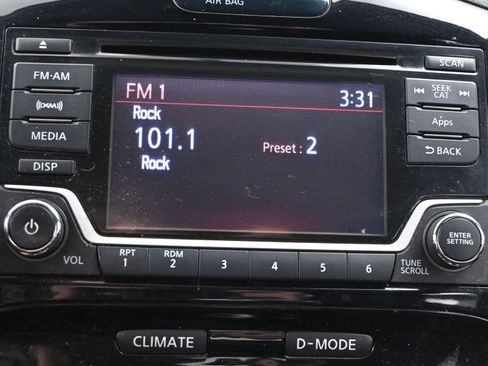 AIR BAG
SCAN
FM·AM
SEEK
CAT
XM
MEDIA
Apps
DISP
BACK
FM 1
3:31
Rock
101.1
Preset : 2
Rock
VOL
RPT
1
RDM
2
3
4
5
6
TUNE
SCROLL
ENTER
SETTING
CLIMATE
D-MODE